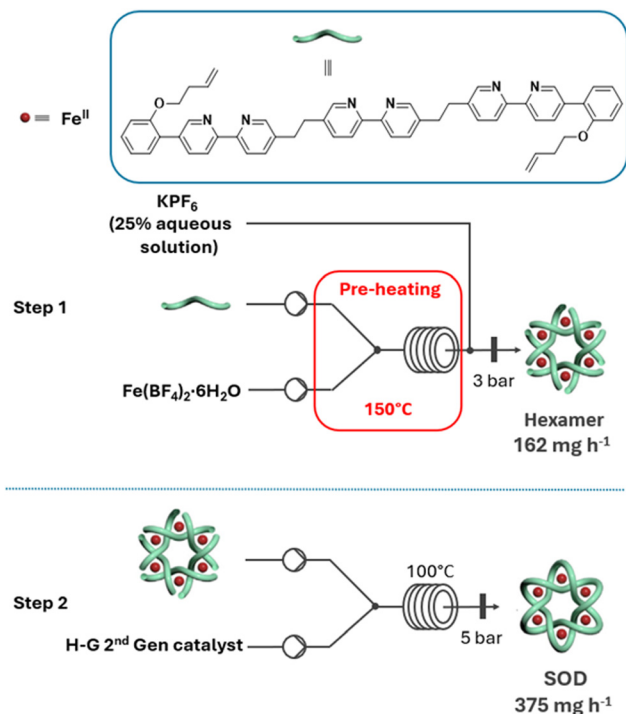 Fe^II
O
N
N
N
N
N
N
O
KPF₆
(25% aqueous
solution)
Step 1
Pre-heating
Fe(BF₄)₂·6H₂O
150°C
3 bar
Hexamer
162 mg h⁻¹
Step 2
100°C
H-G 2ⁿᵈ Gen catalyst
5 bar
SOD
375 mg h⁻¹